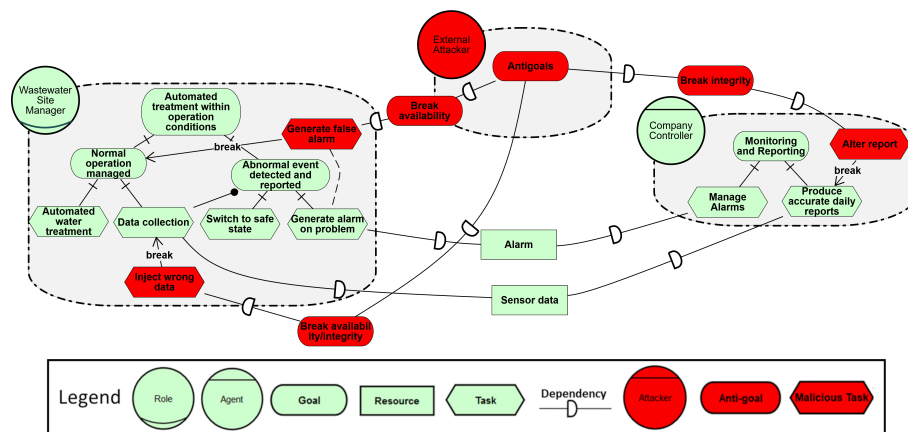 External
Attacker
Antigoals
Break integrity
Wastewater
Site
Manager
Automated
treatment within
operation
conditions
Break
availability
Generate false
alarm
break
Company
Controller
Monitoring
and Reporting
Alter report
break
Normal
operation
managed
Abnormal event
detected and
reported
Manage
Alarms
Produce
accurate daily
reports
Automated
water
treatment
Data collection
Switch to safe
state
Generate alarm
on problem
Alarm
break
Inject wrong
data
Sensor data
Break availabil
ity/integrity
Legend
Role
Agent
Goal
Resource
Task
Dependency
Attacker
Anti-goal
Malicious Task